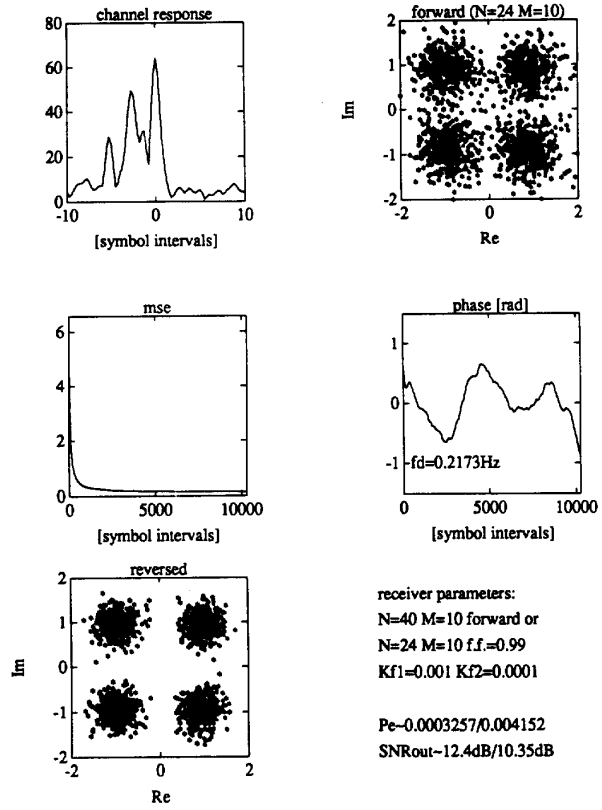 channel response
80
60
40
20
0
-10 0 10
[symbol intervals]
forward (N=24 M=10)
2
1
0
-1
-2
Im
-2 0 2
Re
mse
6
4
2
0
0 5000 10000
[symbol intervals]
phase [rad]
1
0
-1
fd=0.2173Hz
0 5000 10000
[symbol intervals]
reversed
2
1
0
-1
-2
Im
-2 0 2
Re
receiver parameters:
N=40 M=10 forward or
N=24 M=10 f.f.=0.99
Kf1=0.001 Kf2=0.0001
Pe~0.0003257/0.004152
SNRout~12.4dB/10.35dB